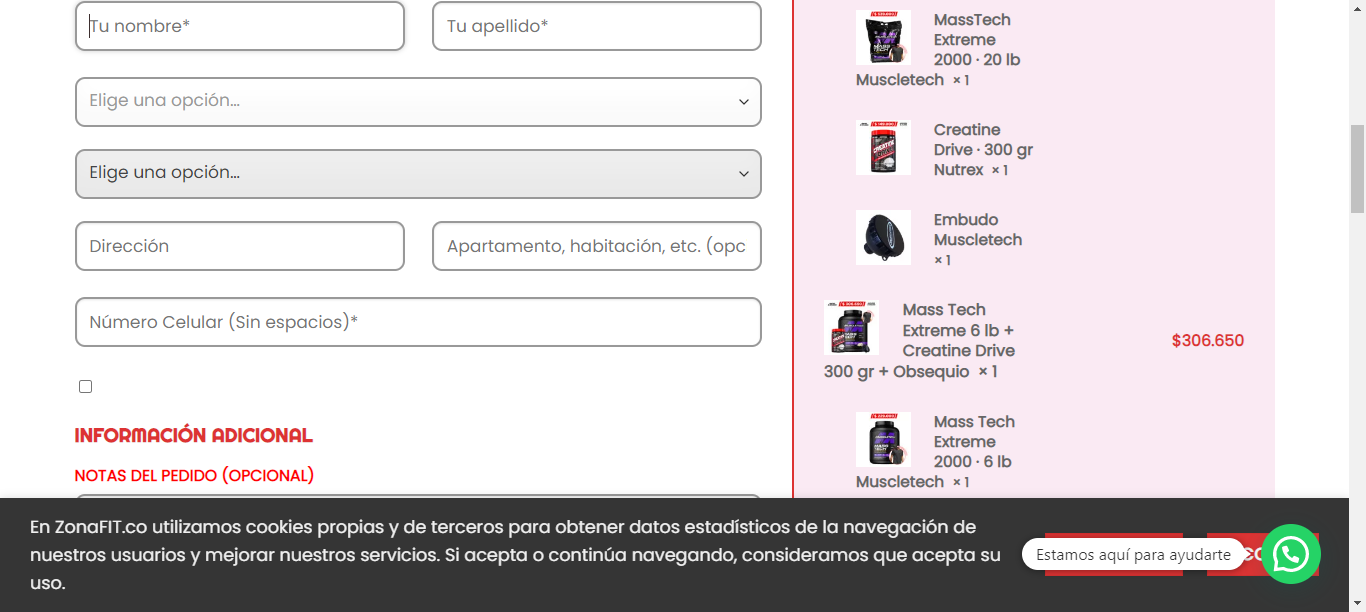 Tu nombre*
Tu apellido*
Elige una opción...
Elige una opción...
Dirección
Apartamento, habitación, etc. (opc
Número Celular (Sin espacios)*
INFORMACIÓN ADICIONAL
NOTAS DEL PEDIDO (OPCIONAL)
MassTech
Extreme
2000 · 20 lb
Muscletech × 1
Creatine
Drive · 300 gr
Nutrex × 1
Embudo
Muscletech
× 1
Mass Tech
Extreme 6 lb +
Creatine Drive
300 gr + Obsequio × 1
$306.650
Mass Tech
Extreme
2000 · 6 lb
Muscletech × 1
En ZonaFIT.co utilizamos cookies propias y de terceros para obtener datos estadísticos de la navegación de
nuestros usuarios y mejorar nuestros servicios. Si acepta o continúa navegando, consideramos que acepta su
uso.
Estamos aquí para ayudarte